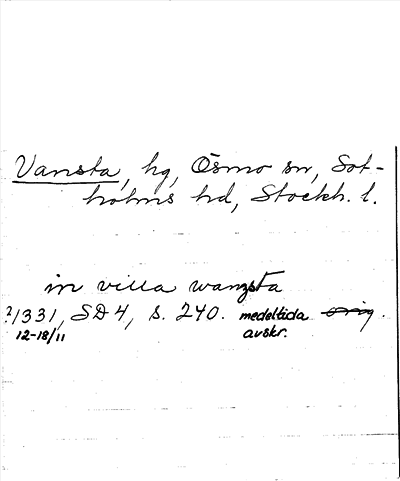 Vansta, hg, Ösmo sn, Sot-
holms hd, Stockh. l.
in villa wanzsta
?1331, SD 4, s. 240. medeltida orig.
12-18/11 avskr.